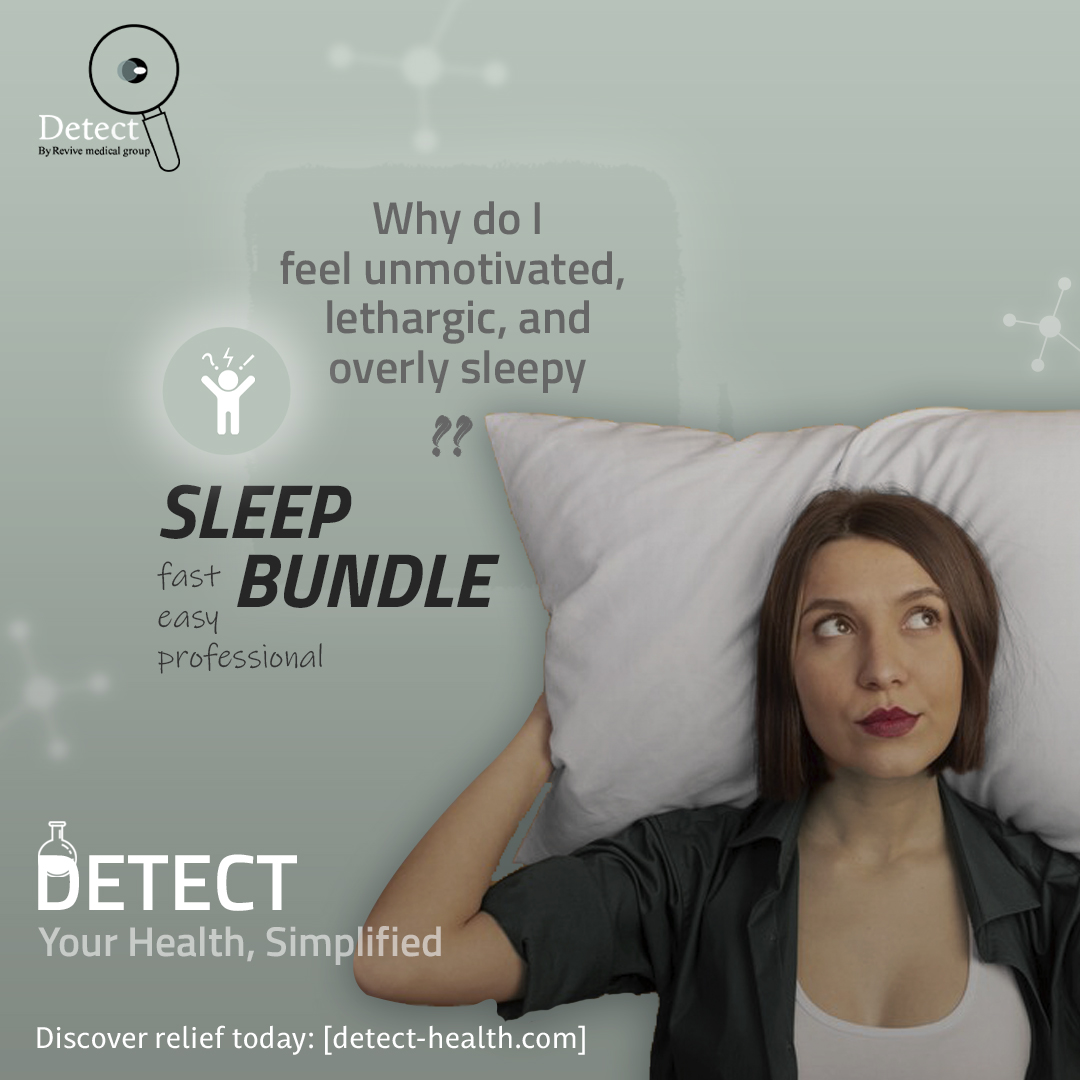 Detect
By Revive medical group
Why do I
feel unmotivated,
lethargic, and
overly sleepy
??
SLEEP
BUNDLE
fast
easy
professional
DETECT
Your Health, Simplified
Discover relief today: [detect-health.com]